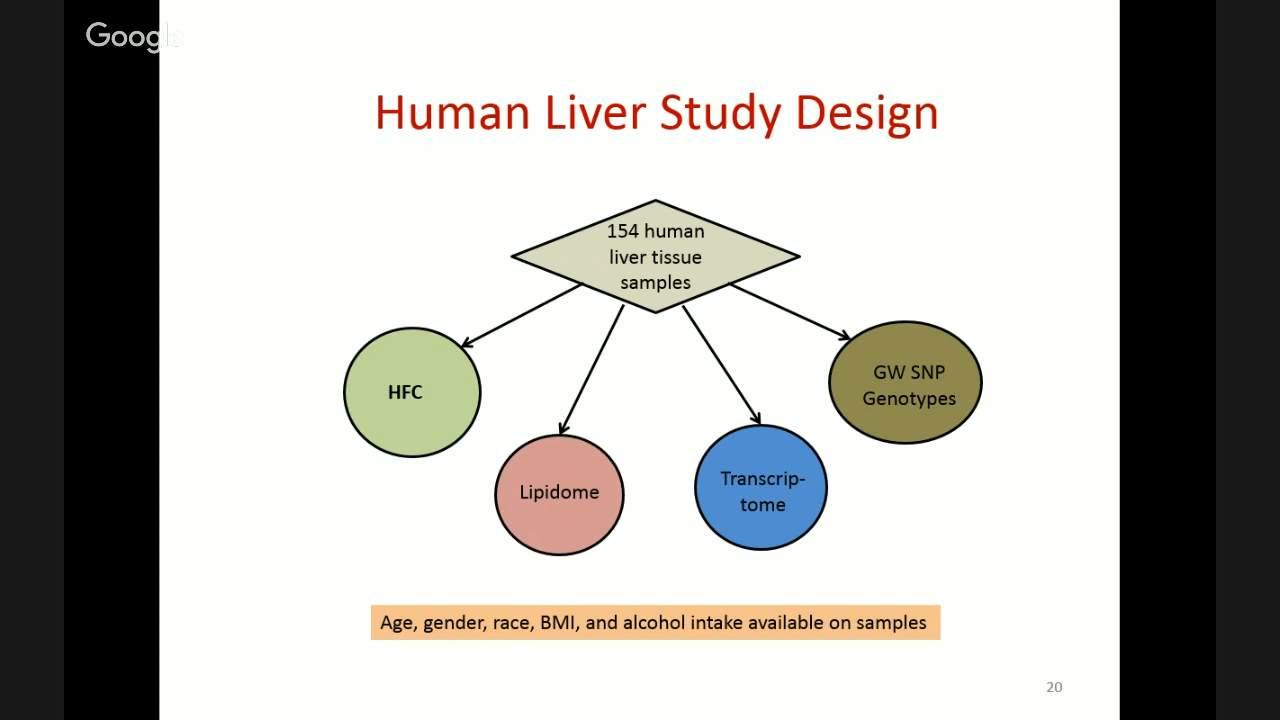 Google
Human Liver Study Design
154 human
liver tissue
samples
HFC
GW SNP
Genotypes
Lipidome
Transcrip-
tome
Age, gender, race, BMI, and alcohol intake available on samples
20